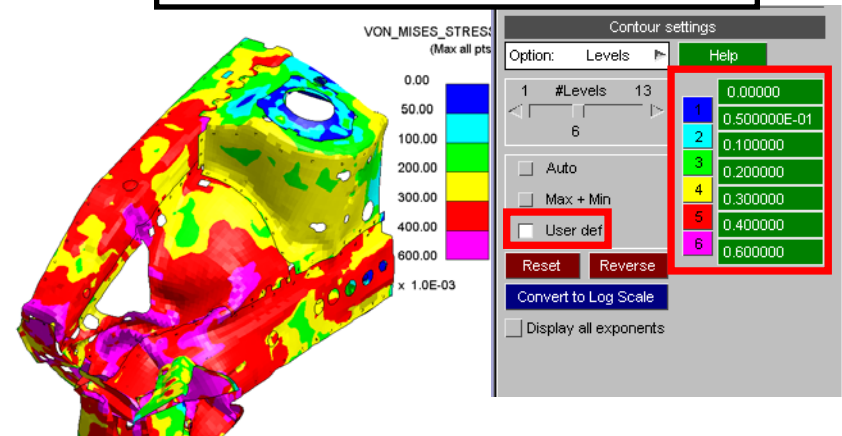 VON_MISES_STRESS
(Max all pts
0.00
50.00
100.00
200.00
300.00
400.00
600.00
x 1.0E-03
Contour settings
Option: Levels
Help
1 #Levels 13
6
Auto
Max + Min
User def
Reset Reverse
Convert to Log Scale
Display all exponents
0.00000
1 0.500000E-01
2 0.100000
3 0.200000
4 0.300000
5 0.400000
6 0.600000